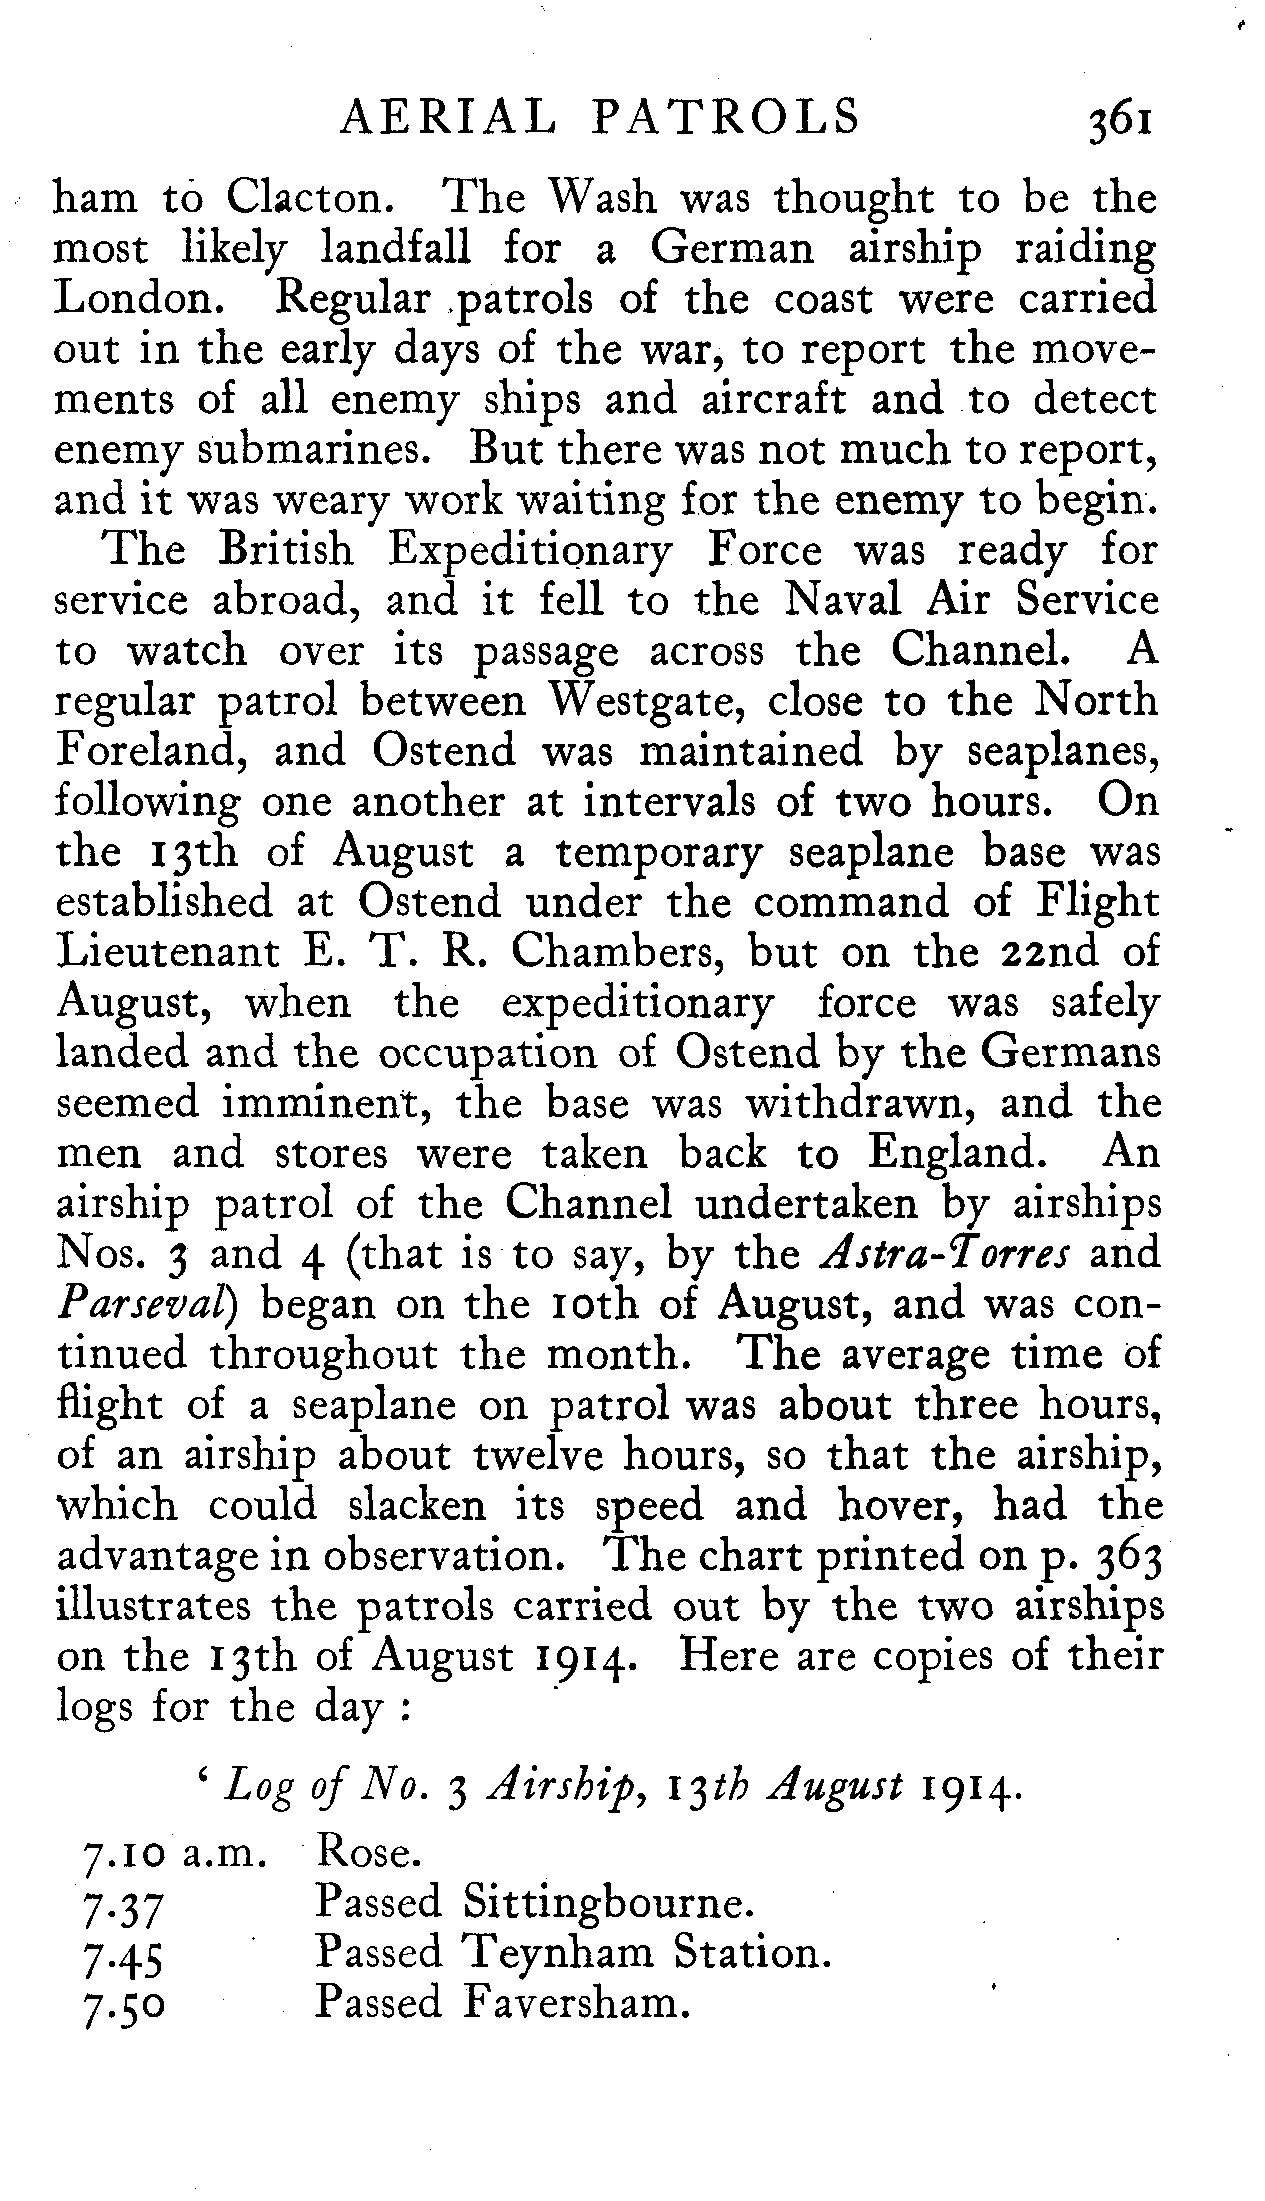 AERIAL PATROLS 361
ham to Clacton. The Wash was thought to be the
most likely landfall for a German airship raiding
London. Regular patrols of the coast were carried
out in the early days of the war, to report the move-
ments of all enemy ships and aircraft and to detect
enemy submarines. But there was not much to report,
and it was weary work waiting for the enemy to begin.
The British Expeditionary Force was ready for
service abroad, and it fell to the Naval Air Service
to watch over its passage across the Channel. A
regular patrol between Westgate, close to the North
Foreland, and Ostend was maintained by seaplanes,
following one another at intervals of two hours. On
the 13th of August a temporary seaplane base was
established at Ostend under the command of Flight
Lieutenant E. T. R. Chambers, but on the 22nd of
August, when the expeditionary force was safely
landed and the occupation of Ostend by the Germans
seemed imminent, the base was withdrawn, and the
men and stores were taken back to England. An
airship patrol of the Channel undertaken by airships
Nos. 3 and 4 (that is to say, by the Astra-Torres and
Parseval) began on the 10th of August, and was con-
tinued throughout the month. The average time of
flight of a seaplane on patrol was about three hours,
of an airship about twelve hours, so that the airship,
which could slacken its speed and hover, had the
advantage in observation. The chart printed on p. 363
illustrates the patrols carried out by the two airships
on the 13th of August 1914. Here are copies of their
logs for the day :
‘ Log of No. 3 Airship, 13th August 1914.
7.10 a.m. Rose.
7.37 Passed Sittingbourne.
7.45 Passed Teynham Station.
7.50 Passed Faversham.